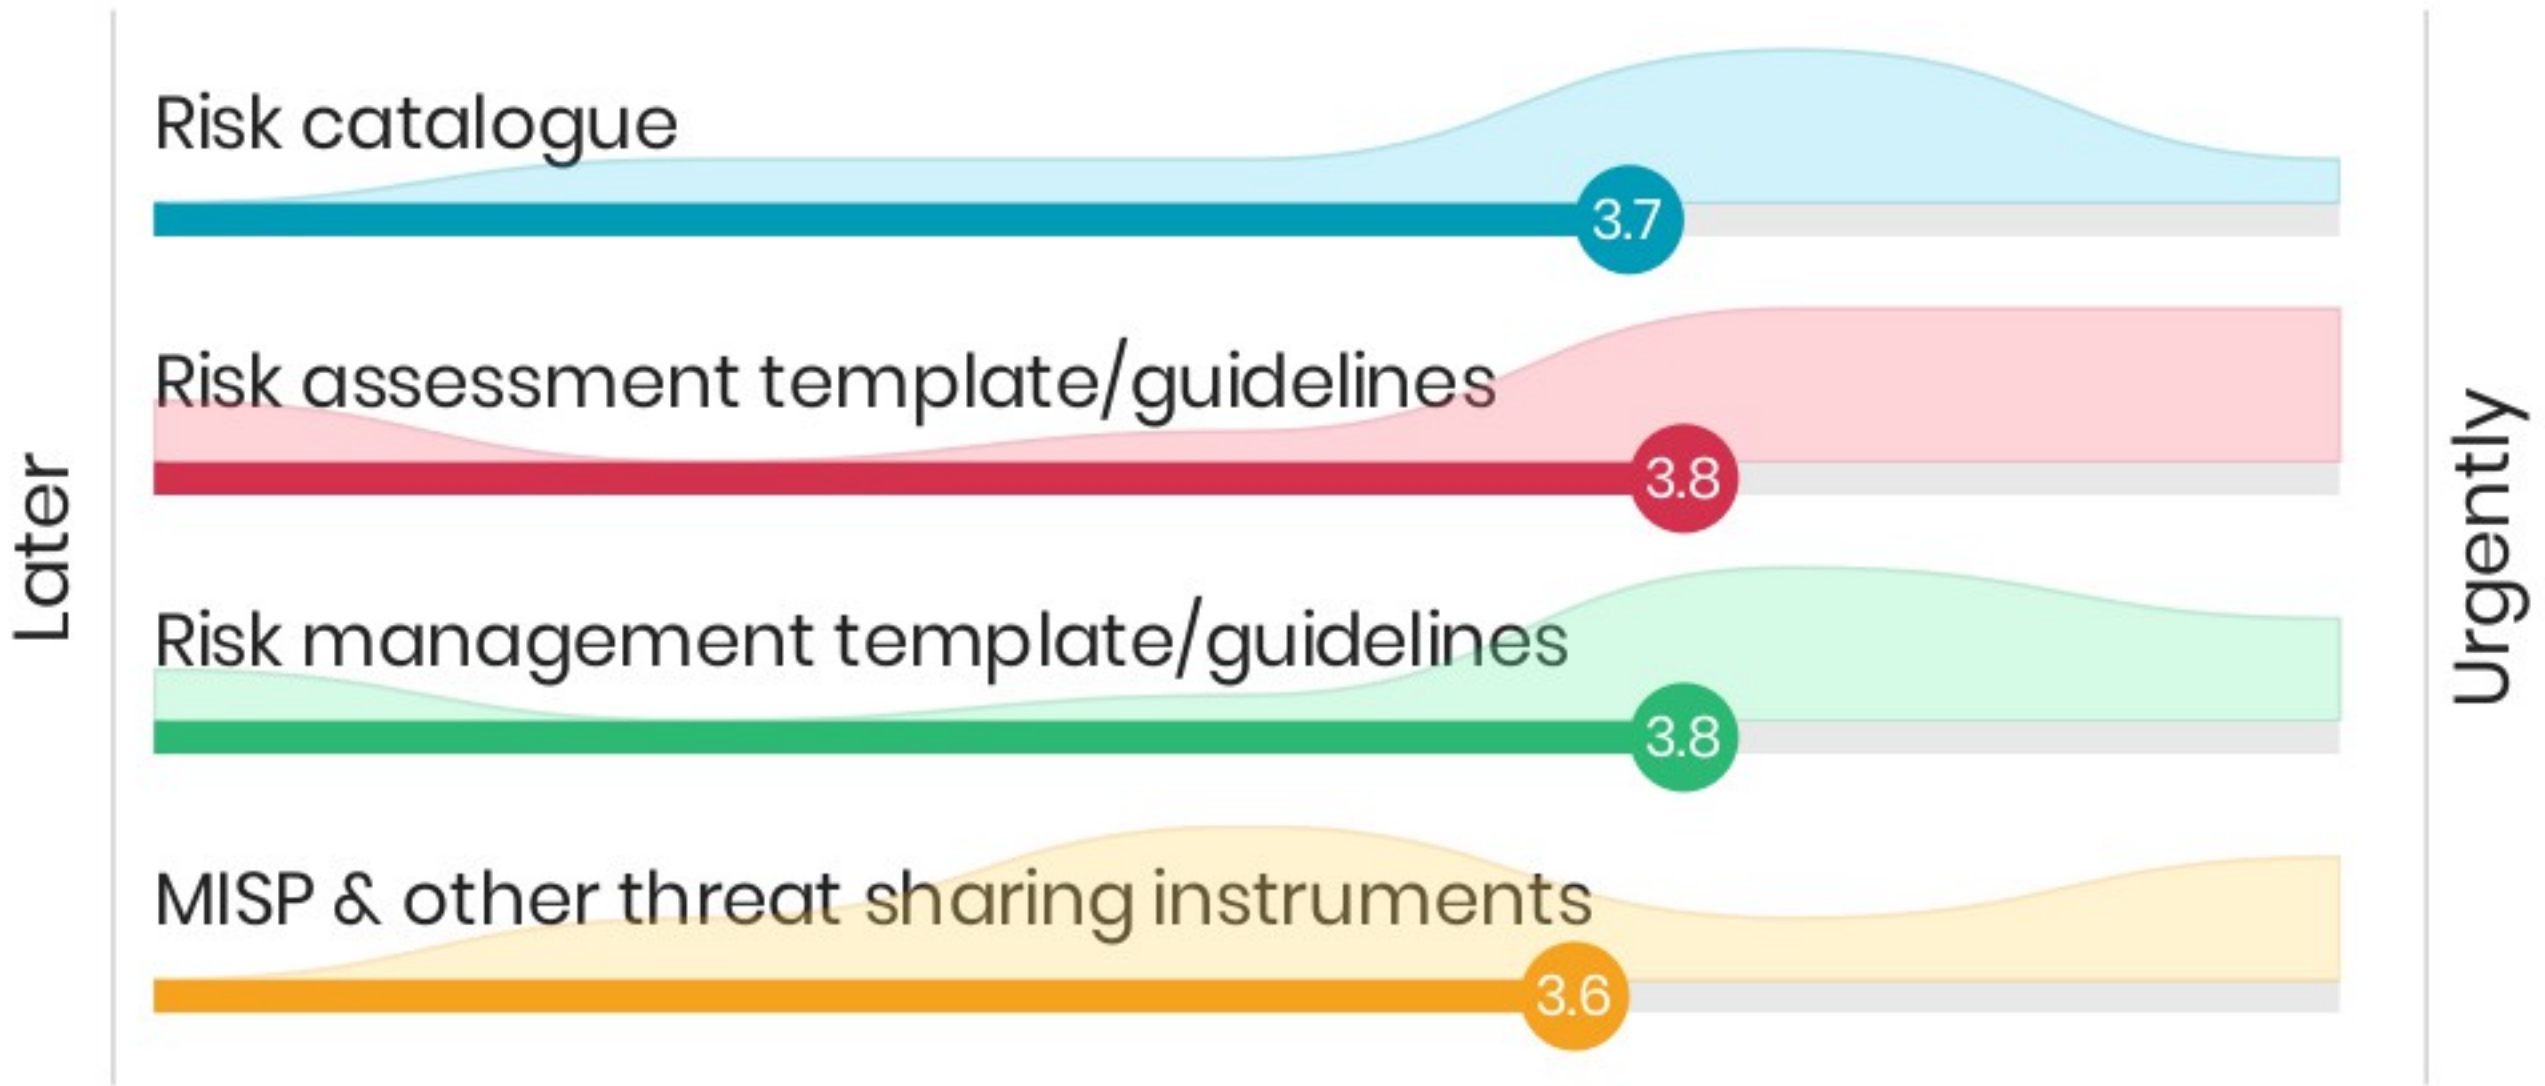 Later
Risk catalogue
3.7
Risk assessment template/guidelines
3.8
Risk management template/guidelines
3.8
MISP & other threat sharing instruments
3.6
Urgently